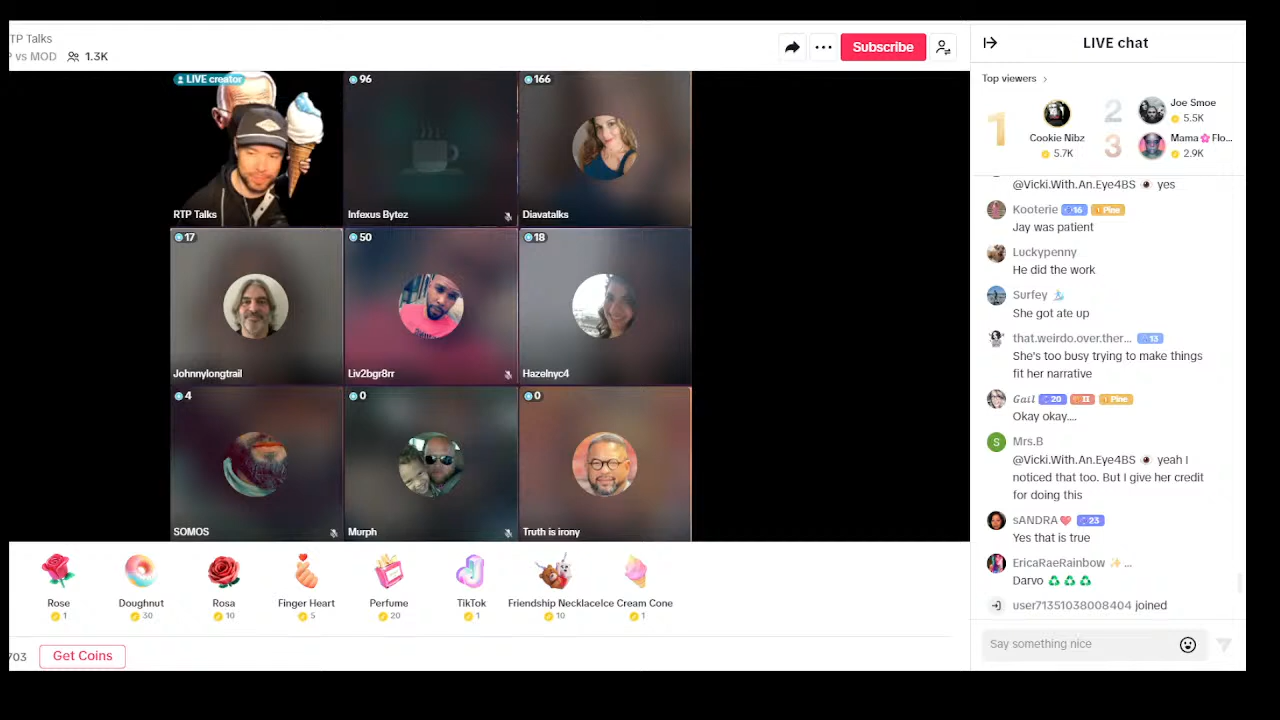 TP Talks
P vs MOD 1.3K
Subscribe
LIVE creator
RTP Talks
96
Infexus Bytez
166
Diavatalks
17
Johnnylongtrail
50
Liv2bgr8rr
18
Hazelnyc4
4
SOMOS
0
Murph
0
Truth is irony
Rose
1
Doughnut
30
Rosa
10
Finger Heart
5
Perfume
20
TikTok
1
Friendship Necklace
10
Ice Cream Cone
1
703
Get Coins
LIVE chat
Top viewers
1
Cookie Nibz
5.7K
2
Joe Smoe
5.5K
3
Mama🌸Flo...
2.9K
@Vicki.With.An.Eye4BS 👁️ yes
Kooterie 16 Pine
Jay was patient
Luckypenny
He did the work
Surfey 🏄
She got ate up
that.weirdo.over.ther... 13
She's too busy trying to make things
fit her narrative
Gail 20 II Pine
Okay okay....
S
Mrs.B
@Vicki.With.An.Eye4BS 👁️ yeah I
noticed that too. But I give her credit
for doing this
sANDRA❤️ 23
Yes that is true
EricaRaeRainbow ✨ ...
Darvo ♻️ ♻️ ♻️
user71351038008404 joined
Say something nice